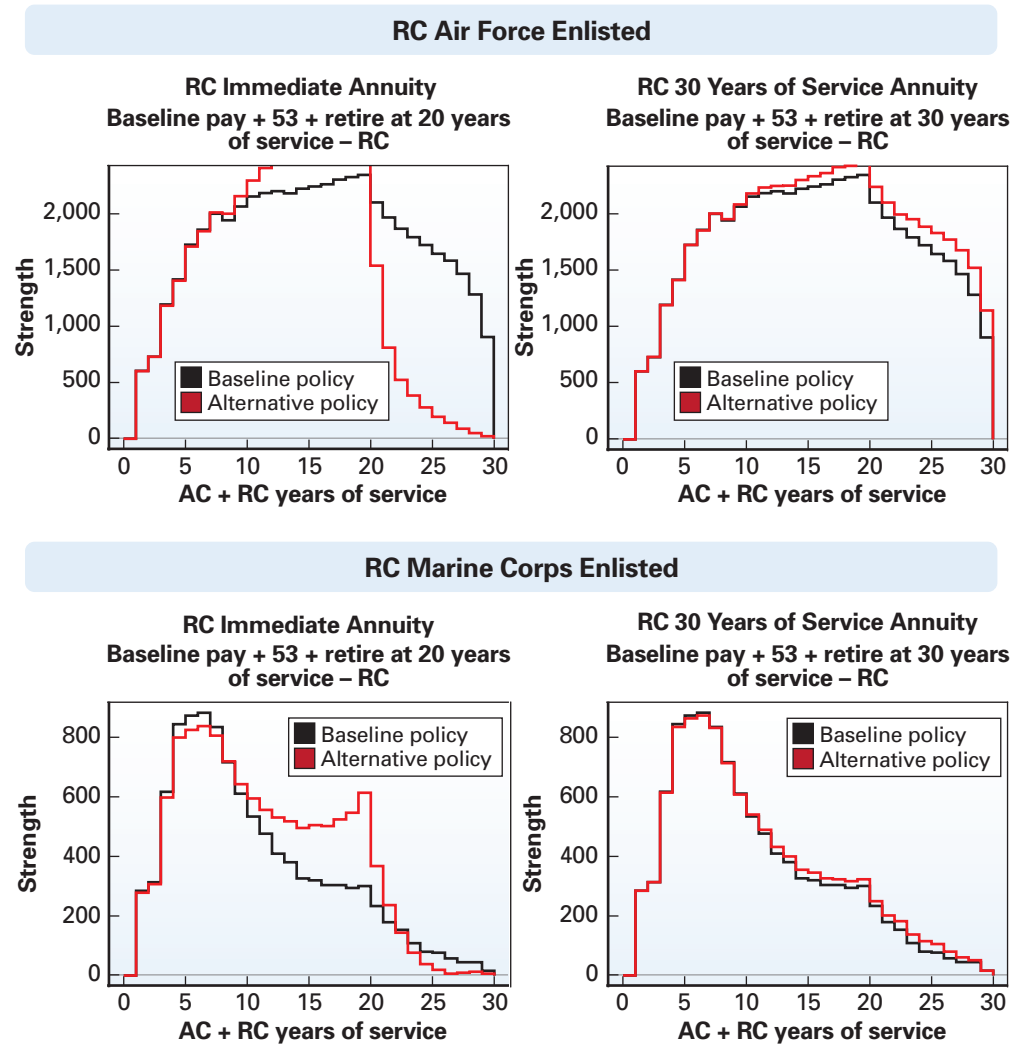 RC Air Force Enlisted
RC Immediate Annuity
Baseline pay + 53 + retire at 20 years
of service – RC
Strength
2,000
1,500
1,000
500
0
Baseline policy
Alternative policy
0 5 10 15 20 25 30
AC + RC years of service
RC 30 Years of Service Annuity
Baseline pay + 53 + retire at 30 years
of service – RC
Strength
2,000
1,500
1,000
500
0
Baseline policy
Alternative policy
0 5 10 15 20 25 30
AC + RC years of service
RC Marine Corps Enlisted
RC Immediate Annuity
Baseline pay + 53 + retire at 20 years
of service – RC
Strength
800
600
400
200
0
Baseline policy
Alternative policy
0 5 10 15 20 25 30
AC + RC years of service
RC 30 Years of Service Annuity
Baseline pay + 53 + retire at 30 years
of service – RC
Strength
800
600
400
200
0
Baseline policy
Alternative policy
0 5 10 15 20 25 30
AC + RC years of service